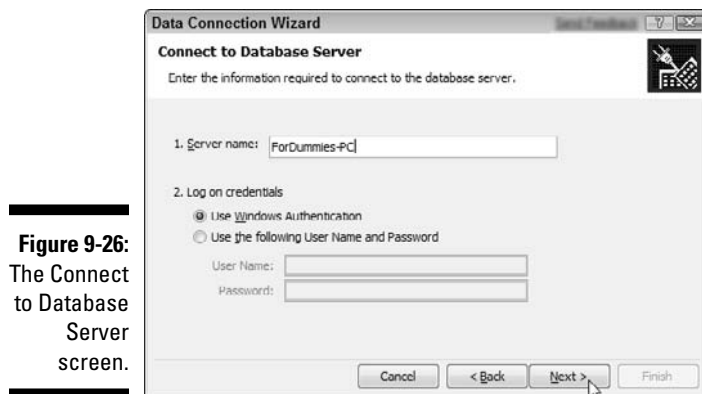 Data Connection Wizard
Send Feedback
Connect to Database Server
Enter the information required to connect to the database server.
1. Server name: ForDummies-PC
2. Log on credentials
Use Windows Authentication
Use the following User Name and Password
User Name:
Password:
Cancel < Back Next > Finish
Figure 9-26:
The Connect
to Database
Server
screen.